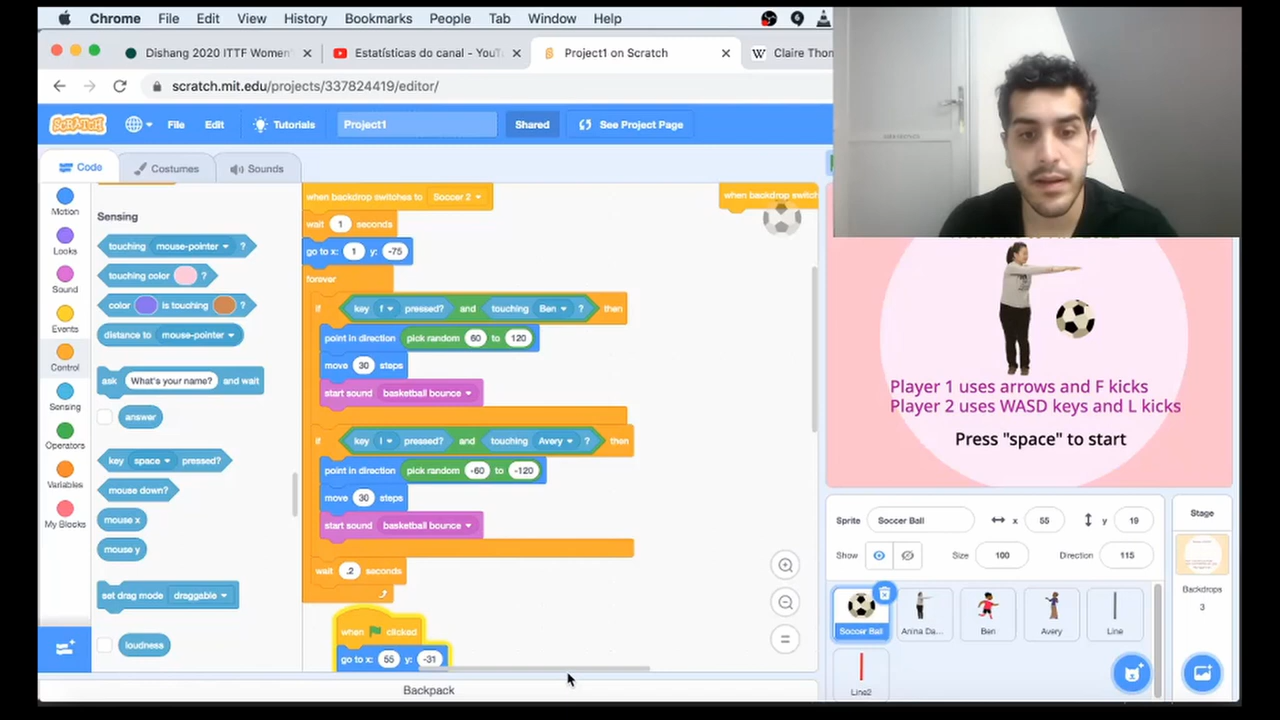 Chrome File Edit View History Bookmarks People Tab Window Help
Dishang 2020 ITTF Women'
Estatísticas do canal - YouT
Project1 on Scratch
Claire Thon
scratch.mit.edu/projects/337824419/editor/
SCRATCH File Edit Tutorials Project1 Shared See Project Page
Code Costumes Sounds
Motion
Looks
Sound
Events
Control
Sensing
Operators
Variables
My Blocks
Sensing
touching mouse-pointer ?
touching color ?
color is touching ?
distance to mouse-pointer
ask What's your name? and wait
answer
key space pressed?
mouse down?
mouse x
mouse y
set drag mode draggable
loudness
when backdrop switches to Soccer 2
wait 1 seconds
go to x: 1 y: -75
forever
if key f pressed? and touching Ben ? then
point in direction pick random 60 to 120
move 30 steps
start sound basketball bounce
if key l pressed? and touching Avery ? then
point in direction pick random -60 to -120
move 30 steps
start sound basketball bounce
wait .2 seconds
when clicked
go to x: 55 y: -31
when backdrop switch
Backpack
Player 1 uses arrows and F kicks
Player 2 uses WASD keys and L kicks
Press "space" to start
Sprite Soccer Ball x 55 y 19
Show Size 100 Direction 115
Soccer Ball
Anina Da...
Ben
Avery
Line
Line2
Stage
Backdrops
3